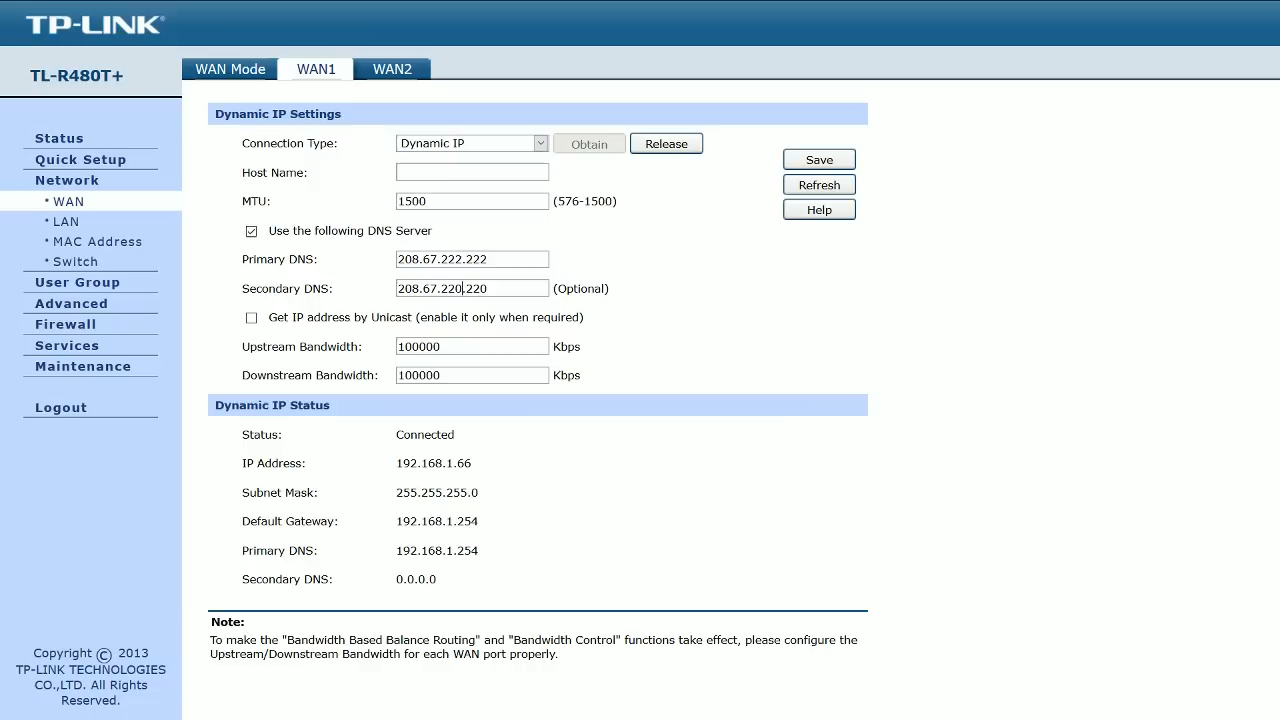 TP-LINK
TL-R480T+
WAN Mode WAN1 WAN2
Status
Quick Setup
Network
• WAN
• LAN
• MAC Address
• Switch
User Group
Advanced
Firewall
Services
Maintenance
Logout
Copyright © 2013
TP-LINK TECHNOLOGIES
CO.,LTD. All Rights
Reserved.
Dynamic IP Settings
Connection Type: Dynamic IP Obtain Release
Host Name:
MTU: 1500 (576-1500)
Use the following DNS Server
Primary DNS: 208.67.222.222
Secondary DNS: 208.67.220.220 (Optional)
Get IP address by Unicast (enable it only when required)
Upstream Bandwidth: 100000 Kbps
Downstream Bandwidth: 100000 Kbps
Save
Refresh
Help
Dynamic IP Status
Status: Connected
IP Address: 192.168.1.66
Subnet Mask: 255.255.255.0
Default Gateway: 192.168.1.254
Primary DNS: 192.168.1.254
Secondary DNS: 0.0.0.0
Note:
To make the "Bandwidth Based Balance Routing" and "Bandwidth Control" functions take effect, please configure the
Upstream/Downstream Bandwidth for each WAN port properly.